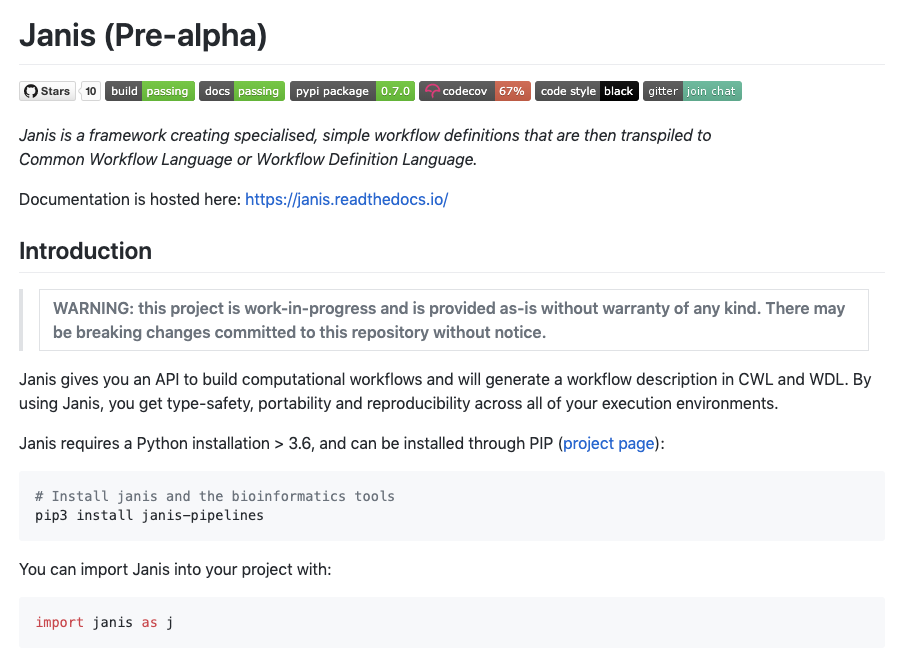 Janis (Pre-alpha)
Stars 10 build passing docs passing pypi package 0.7.0 codecov 67% code style black gitter join chat
Janis is a framework creating specialised, simple workflow definitions that are then transpiled to
Common Workflow Language or Workflow Definition Language.
Documentation is hosted here: https://janis.readthedocs.io/
Introduction
WARNING: this project is work-in-progress and is provided as-is without warranty of any kind. There may
be breaking changes committed to this repository without notice.
Janis gives you an API to build computational workflows and will generate a workflow description in CWL and WDL. By
using Janis, you get type-safety, portability and reproducibility across all of your execution environments.
Janis requires a Python installation > 3.6, and can be installed through PIP (project page):
# Install janis and the bioinformatics tools
pip3 install janis-pipelines
You can import Janis into your project with:
import janis as j